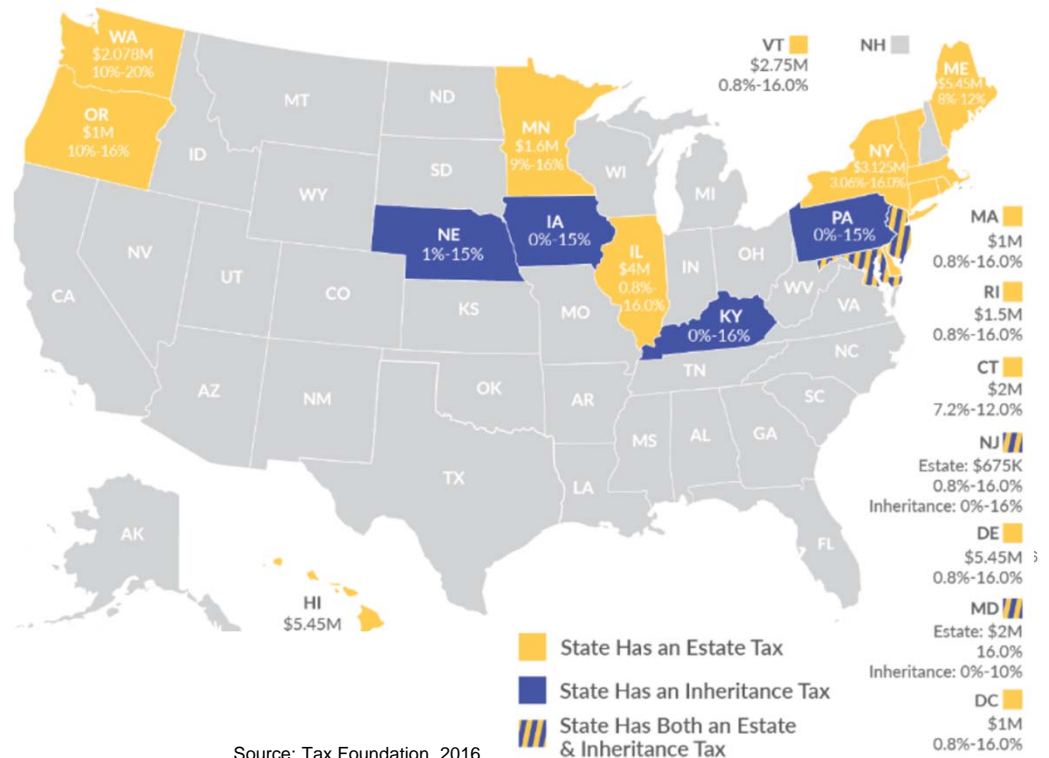 WA
$2.078M
10%-20%
OR
$1M
10%-16%
CA
NV
ID
MT
WY
UT
AZ
CO
NM
ND
SD
NE
1%-15%
KS
OK
TX
MN
$1.6M
9%-16%
IA
0%-15%
MO
AR
LA
WI
IL
$4M
0.8%-
16.0%
MI
IN
OH
KY
0%-16%
TN
MS
AL
GA
FL
SC
NC
VA
WV
PA
0%-15%
NY
$3.125M
3.06%-16.0%
ME
$5.45M
8%-12%
VT
$2.75M
0.8%-16.0%
NH
MA
$1M
0.8%-16.0%
RI
$1.5M
0.8%-16.0%
CT
$2M
7.2%-12.0%
NJ
Estate: $675K
0.8%-16.0%
Inheritance: 0%-16%
DE
$5.45M
0.8%-16.0%
MD
Estate: $2M
16.0%
Inheritance: 0%-10%
DC
$1M
0.8%-16.0%
AK
HI
$5.45M
State Has an Estate Tax
State Has an Inheritance Tax
State Has Both an Estate
& Inheritance Tax
Source: Tax Foundation, 2016